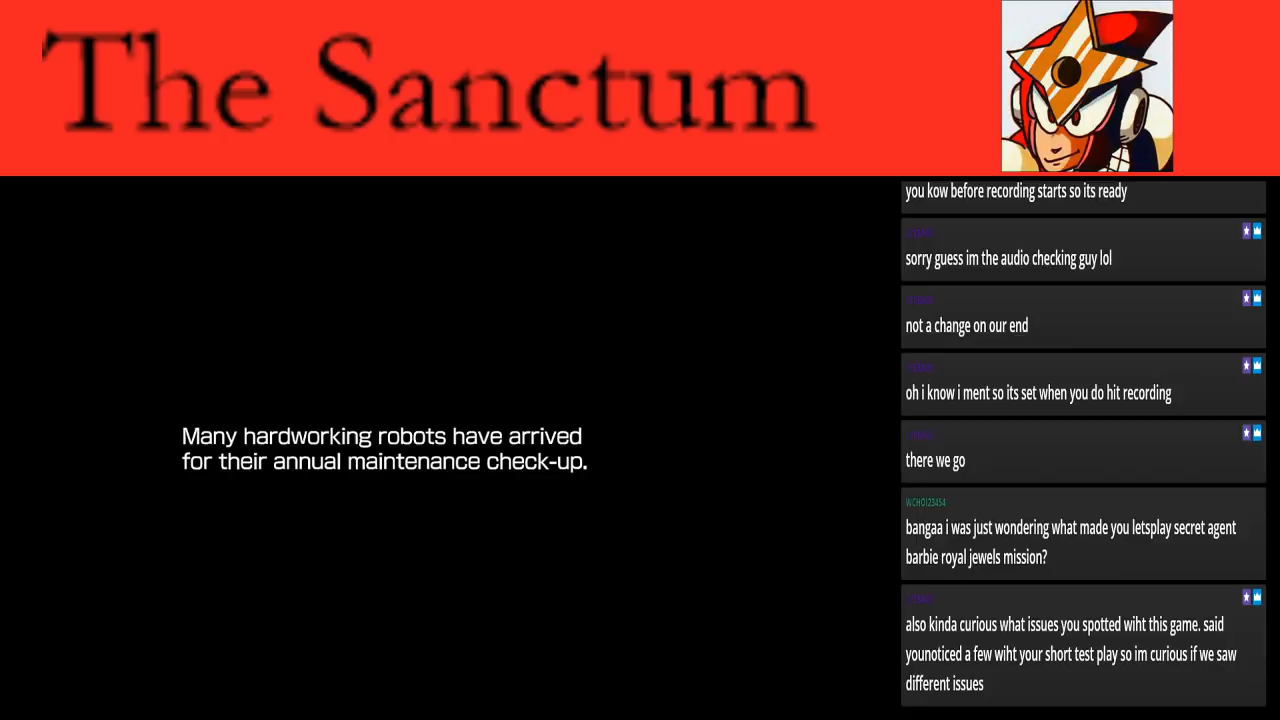 The Sanctum
Many hardworking robots have arrived
for their annual maintenance check-up.
you kow before recording starts so its ready
sorry guess im the audio checking guy lol
not a change on our end
oh i know i ment so its set when you do hit recording
there we go
WCHOI23454
bangaa i was just wondering what made you letsplay secret agent
barbie royal jewels mission?
also kinda curious what issues you spotted wiht this game. said
younoticed a few wiht your short test play so im curious if we saw
different issues